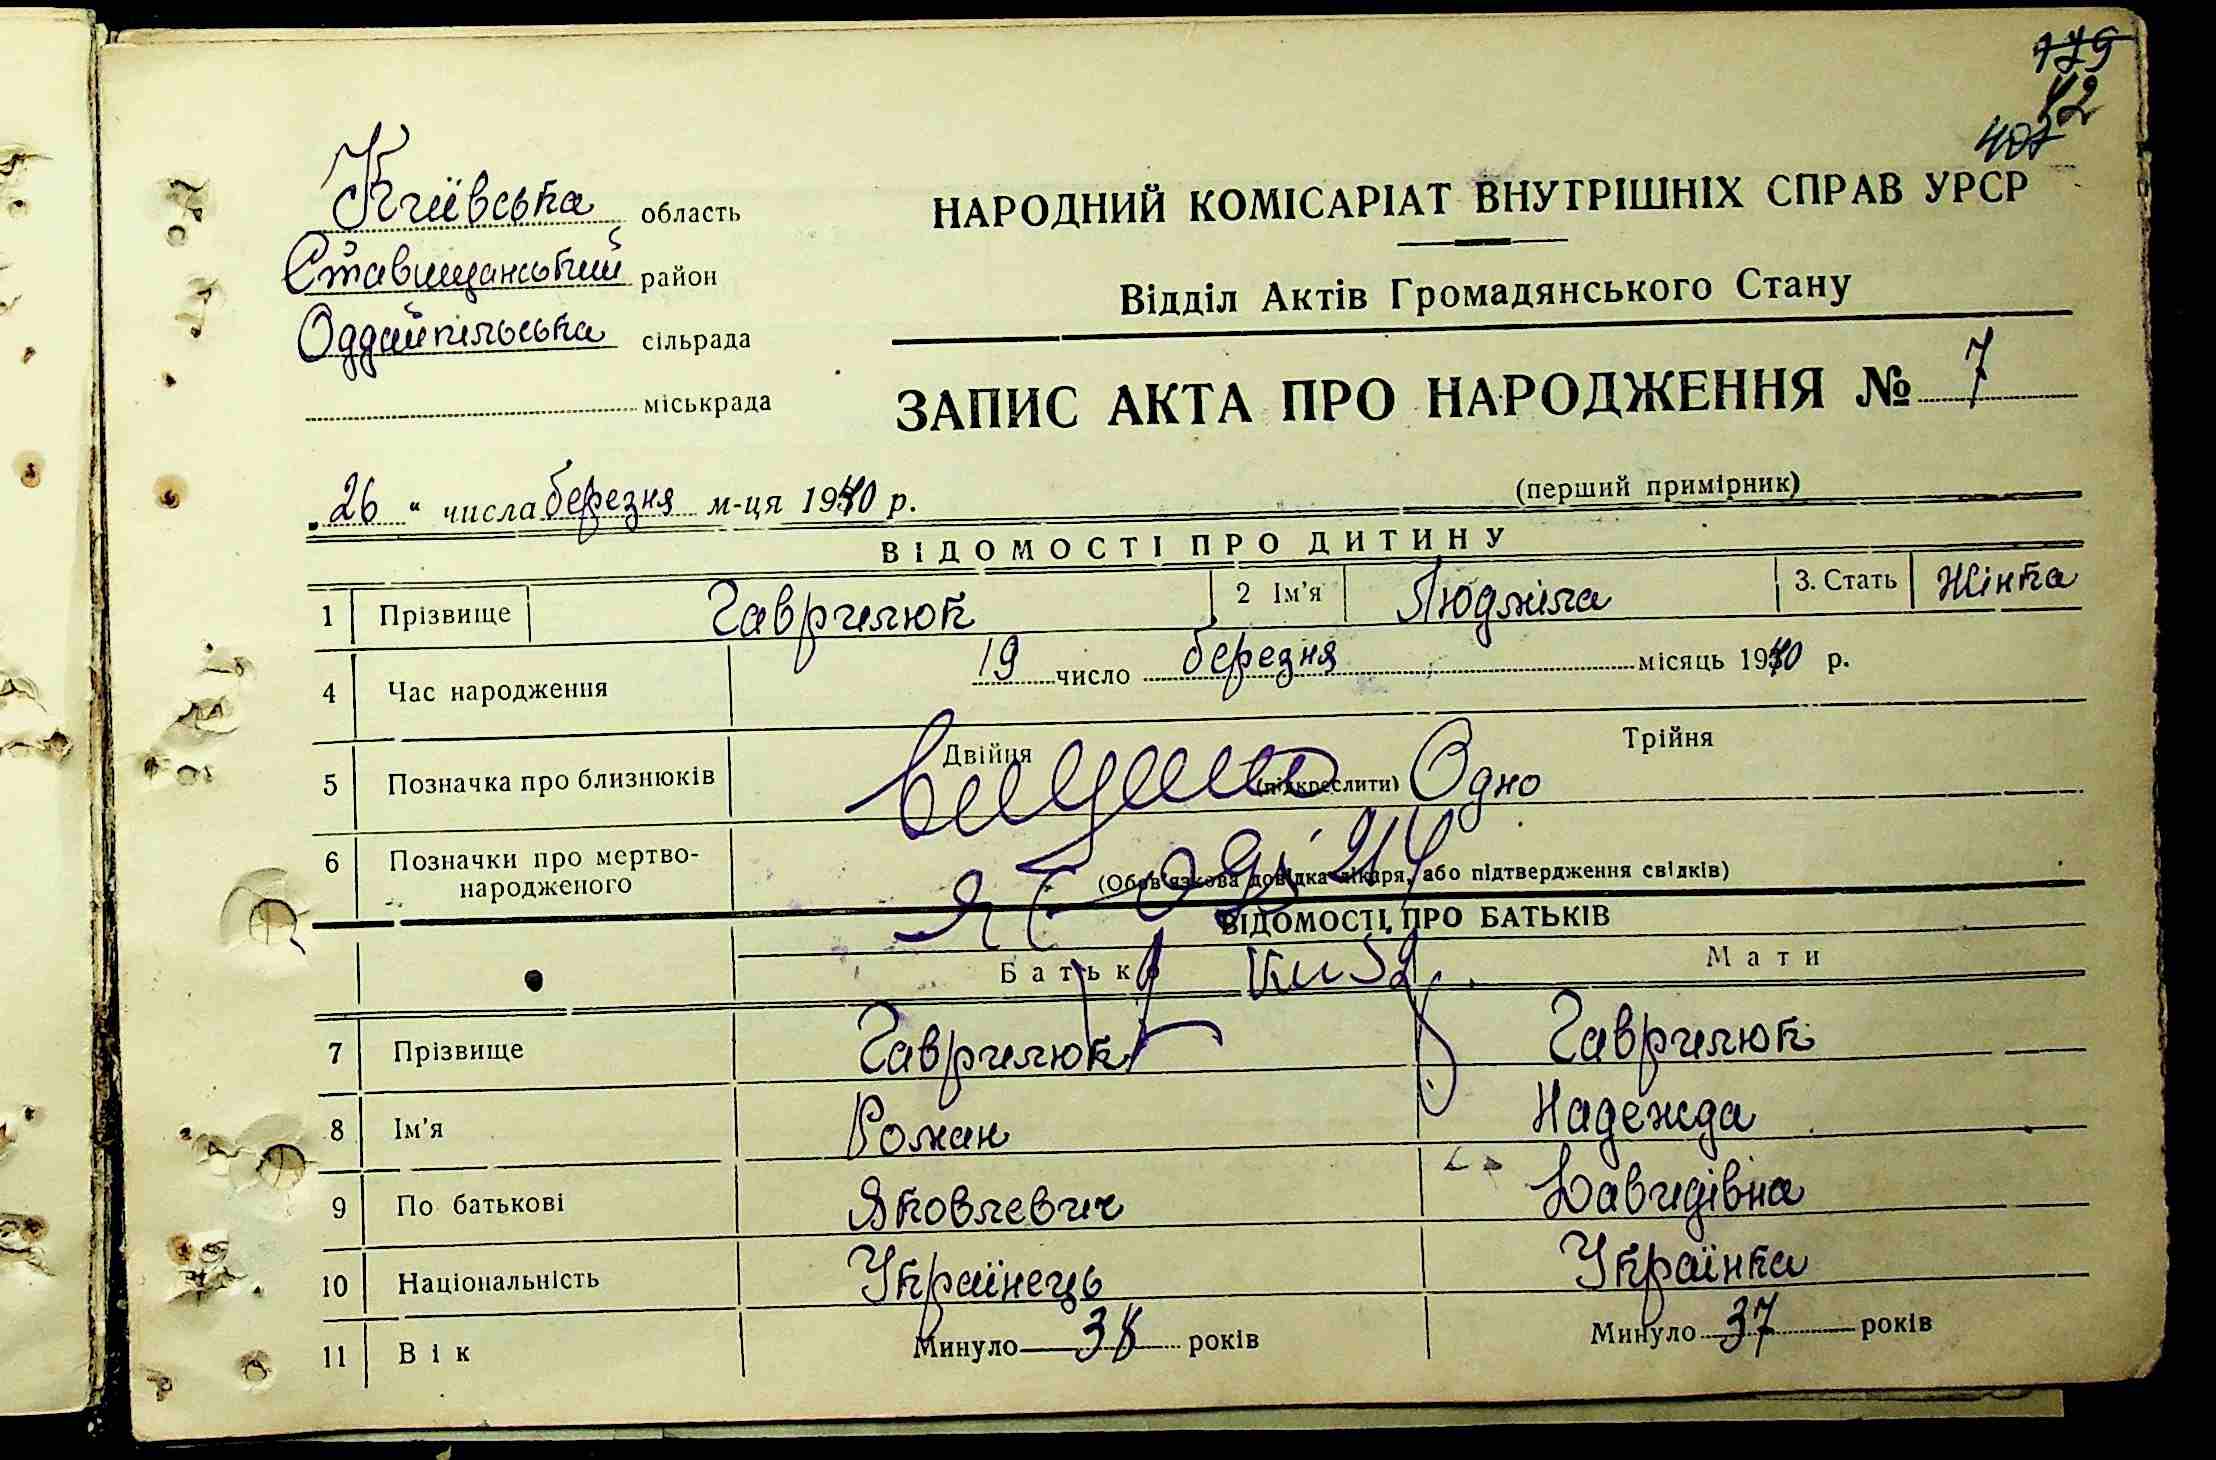 179
42
Київська область
Ставищанський район
Оддайпільська сільрада
міськрада
НАРОДНИЙ КОМІСАРІАТ ВНУТРІШНІХ СПРАВ УРСР
Відділ Актів Громадянського Стану
ЗАПИС АКТА ПРО НАРОДЖЕННЯ № 7
(перший примірник)
„26“ числа березня м-ця 1940 р.
ВІДОМОСТІ ПРО ДИТИНУ
1 Прізвище Гаврилюк 2 Ім'я Людміла 3. Стать Жінка
4 Час народження 19 число березня місяць 1940 р.
5 Позначка про близнюків Двійня (підкреслити) Одно Трійня
6 Позначки про мертвонародженого (Обов'язкова довідка лікаря, або підтвердження свідків)
ВІДОМОСТІ ПРО БАТЬКІВ
Батько Мати
7 Прізвище Гаврилюк Гаврилюк
8 Ім'я Роман Надежда
9 По батькові Яковлевич Давидівна
10 Національність Українець Українка
11 Вік Минуло 38 років Минуло 37 років